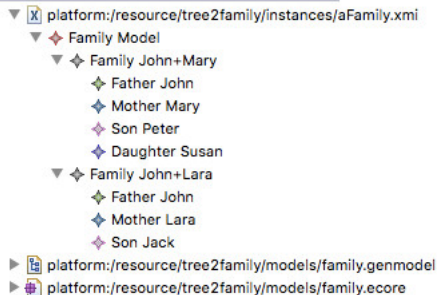 platform:/resource/tree2family/instances/aFamily.xmi
Family Model
Family John+Mary
Father John
Mother Mary
Son Peter
Daughter Susan
Family John+Lara
Father John
Mother Lara
Son Jack
platform:/resource/tree2family/models/family.genmodel
platform:/resource/tree2family/models/family.ecore